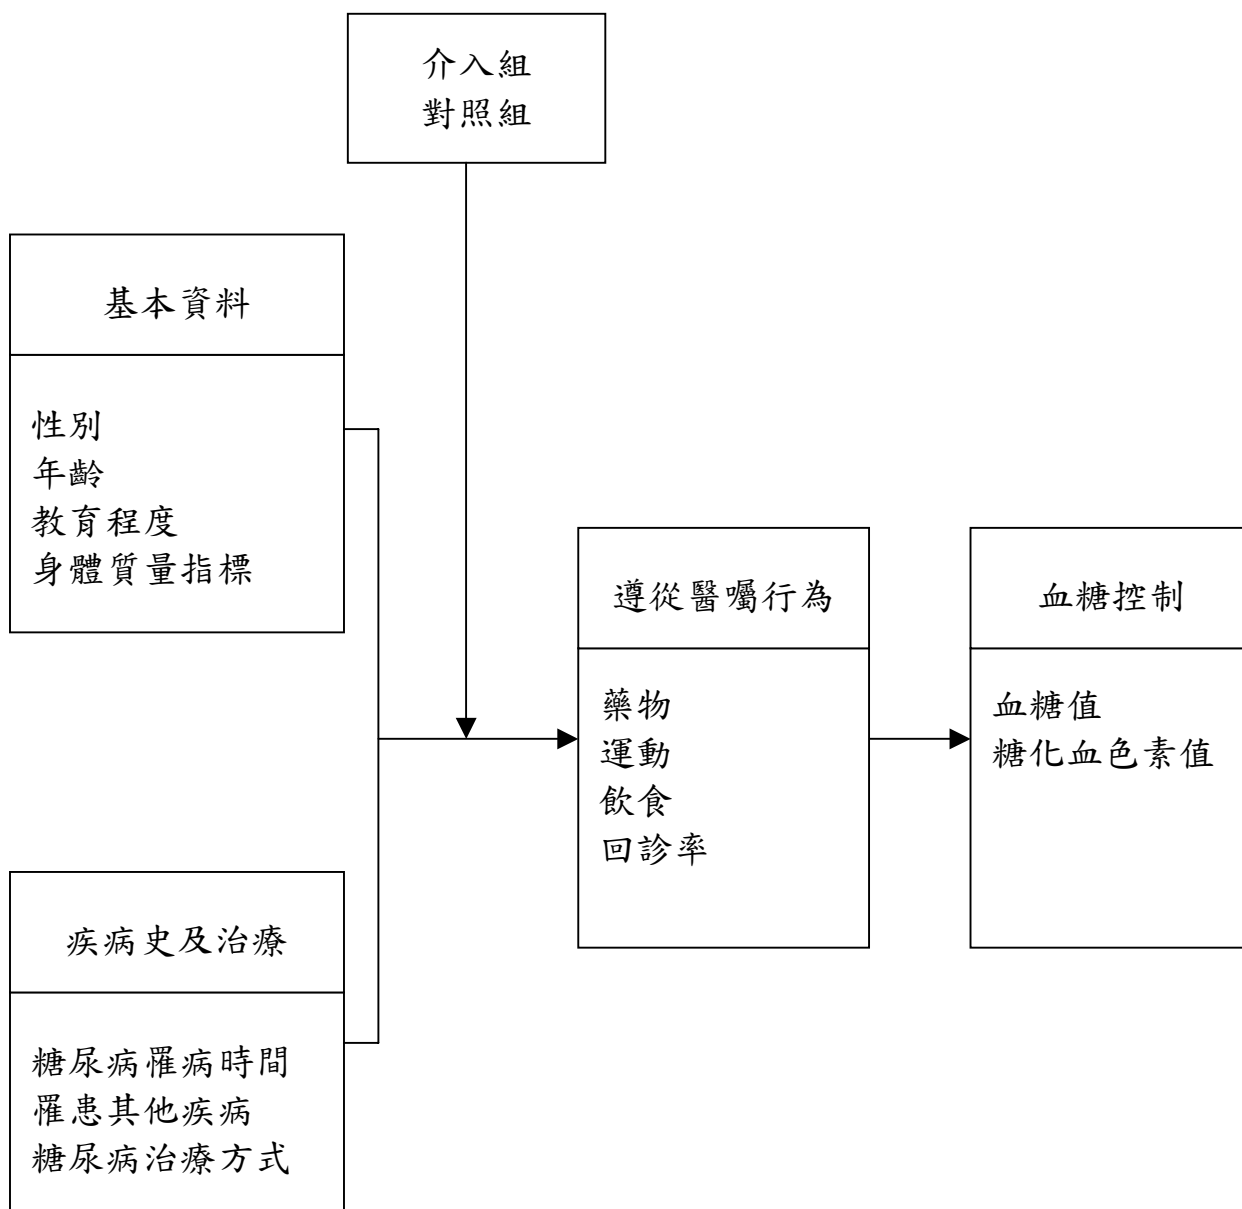 介入組
對照組
基本資料
性別
年齡
教育程度
身體質量指標
疾病史及治療
糖尿病罹病時間
罹患其他疾病
糖尿病治療方式
遵從醫囑行為
藥物
運動
飲食
回診率
血糖控制
血糖值
糖化血色素值